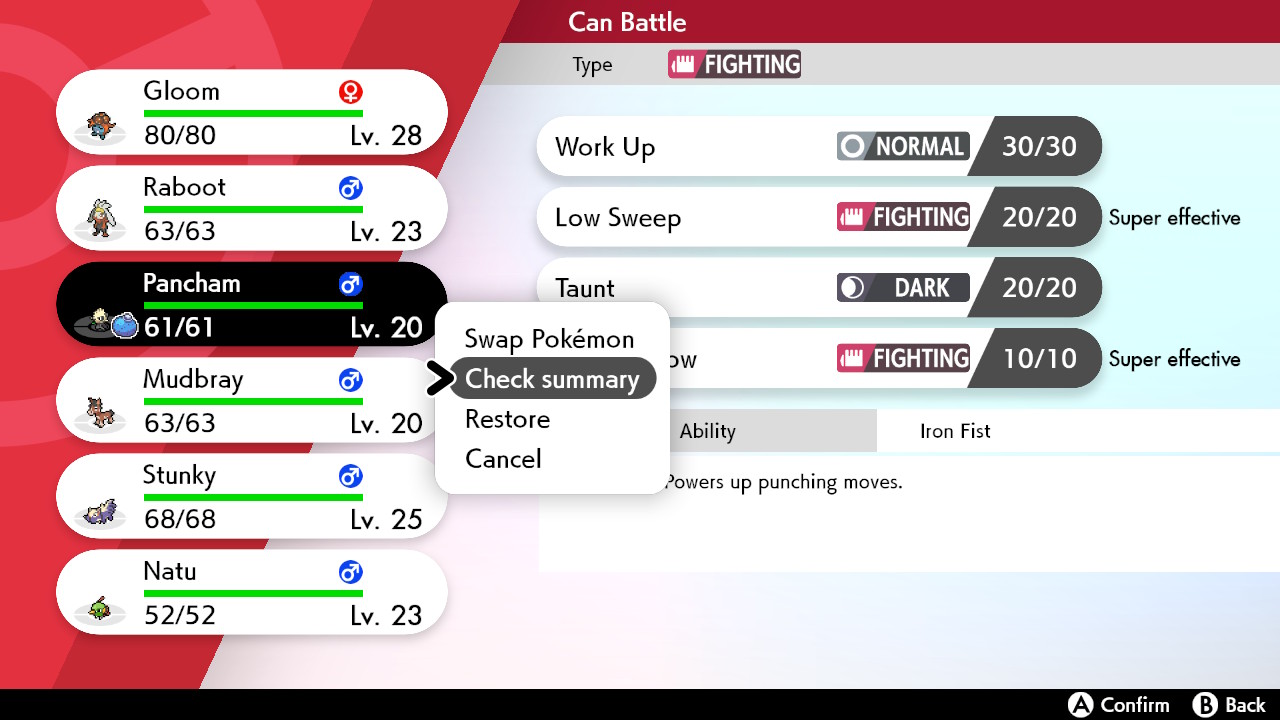 Can Battle
Type FIGHTING
Gloom
80/80 Lv. 28
Raboot
63/63 Lv. 23
Pancham
61/61 Lv. 20
Mudbray
63/63 Lv. 20
Stunky
68/68 Lv. 25
Natu
52/52 Lv. 23
Work Up NORMAL 30/30
Low Sweep FIGHTING 20/20 Super effective
Taunt DARK 20/20
ow FIGHTING 10/10 Super effective
Swap Pokémon
Check summary
Restore
Cancel
Ability Iron Fist
Powers up punching moves.
A Confirm B Back